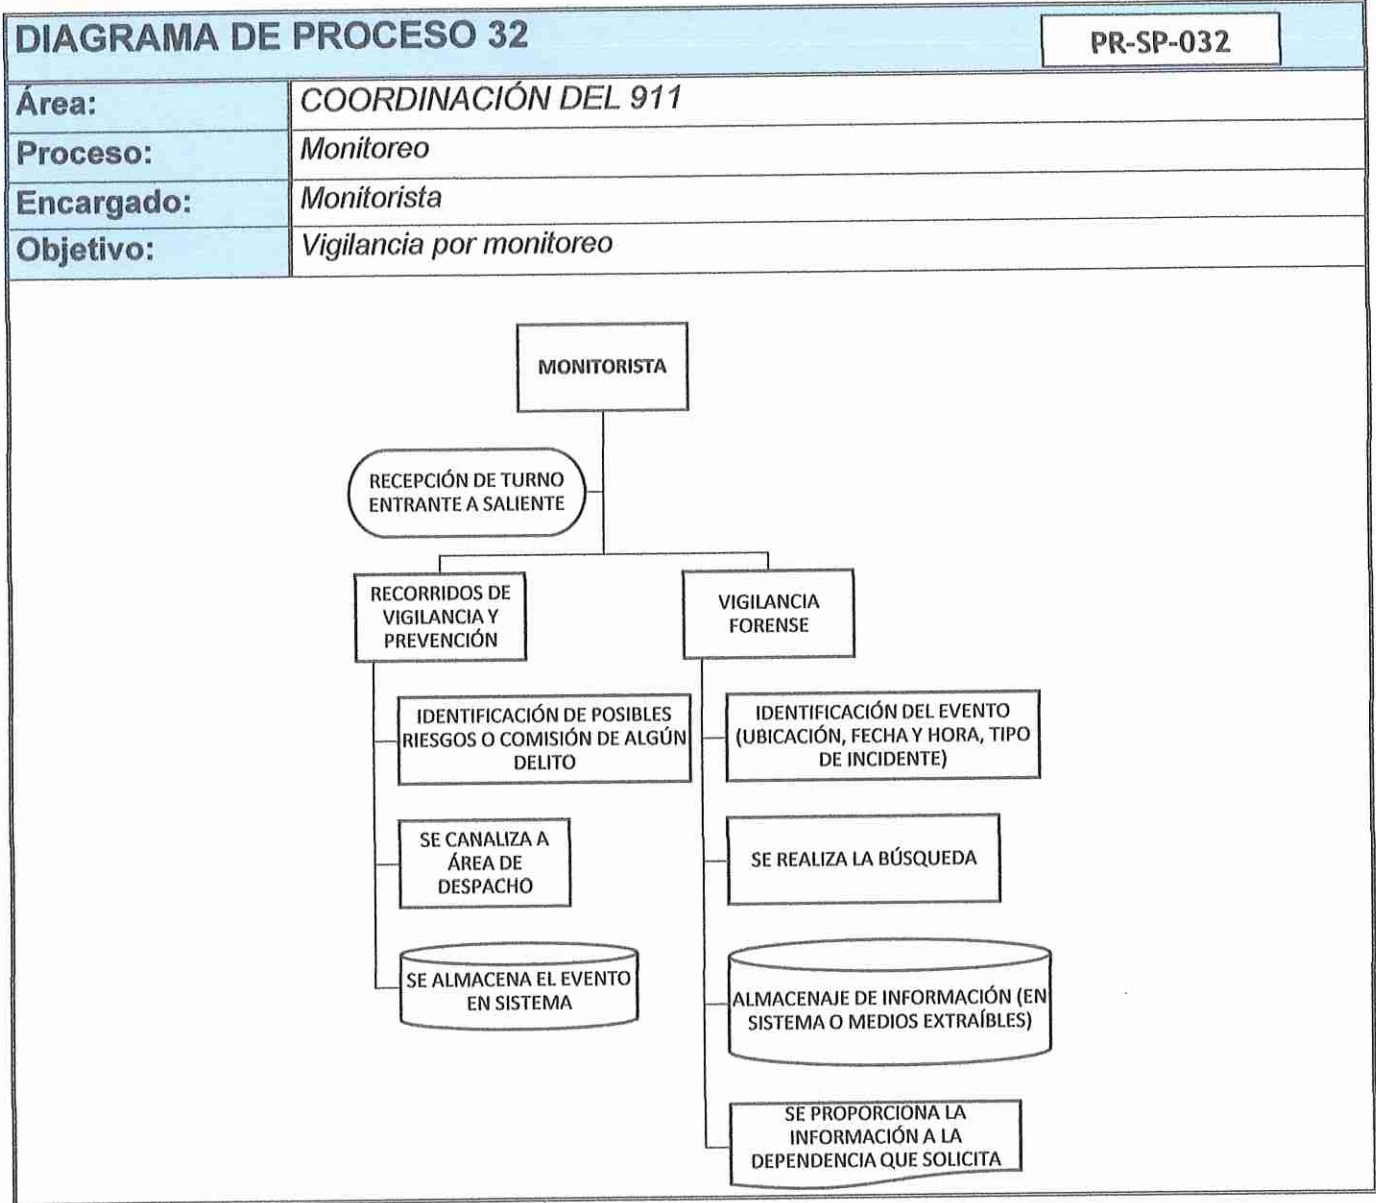 DIAGRAMA DE PROCESO 32
PR-SP-032
Área:
COORDINACIÓN DEL 911
Proceso:
Monitoreo
Encargado:
Monitorista
Objetivo:
Vigilancia por monitoreo
MONITORISTA
RECEPCIÓN DE TURNO
ENTRANTE A SALIENTE
RECORRIDOS DE
VIGILANCIA Y
PREVENCIÓN
IDENTIFICACIÓN DE POSIBLES
RIESGOS O COMISIÓN DE ALGÚN
DELITO
SE CANALIZA A
ÁREA DE
DESPACHO
SE ALMACENA EL EVENTO
EN SISTEMA
VIGILANCIA
FORENSE
IDENTIFICACIÓN DEL EVENTO
(UBICACIÓN, FECHA Y HORA, TIPO
DE INCIDENTE)
SE REALIZA LA BÚSQUEDA
ALMACENAJE DE INFORMACIÓN (EN
SISTEMA O MEDIOS EXTRAÍBLES)
SE PROPORCIONA LA
INFORMACIÓN A LA
DEPENDENCIA QUE SOLICITA